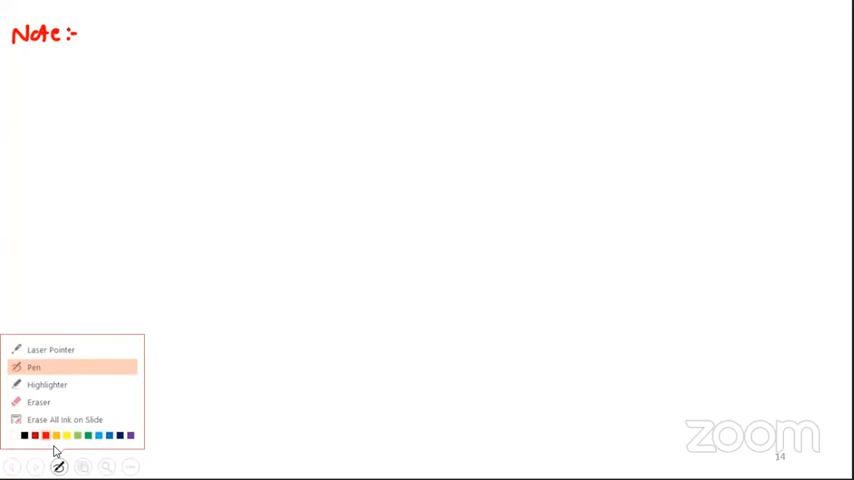 Note :-
Laser Pointer
Pen
Highlighter
Eraser
Erase All Ink on Slide
zoom
14